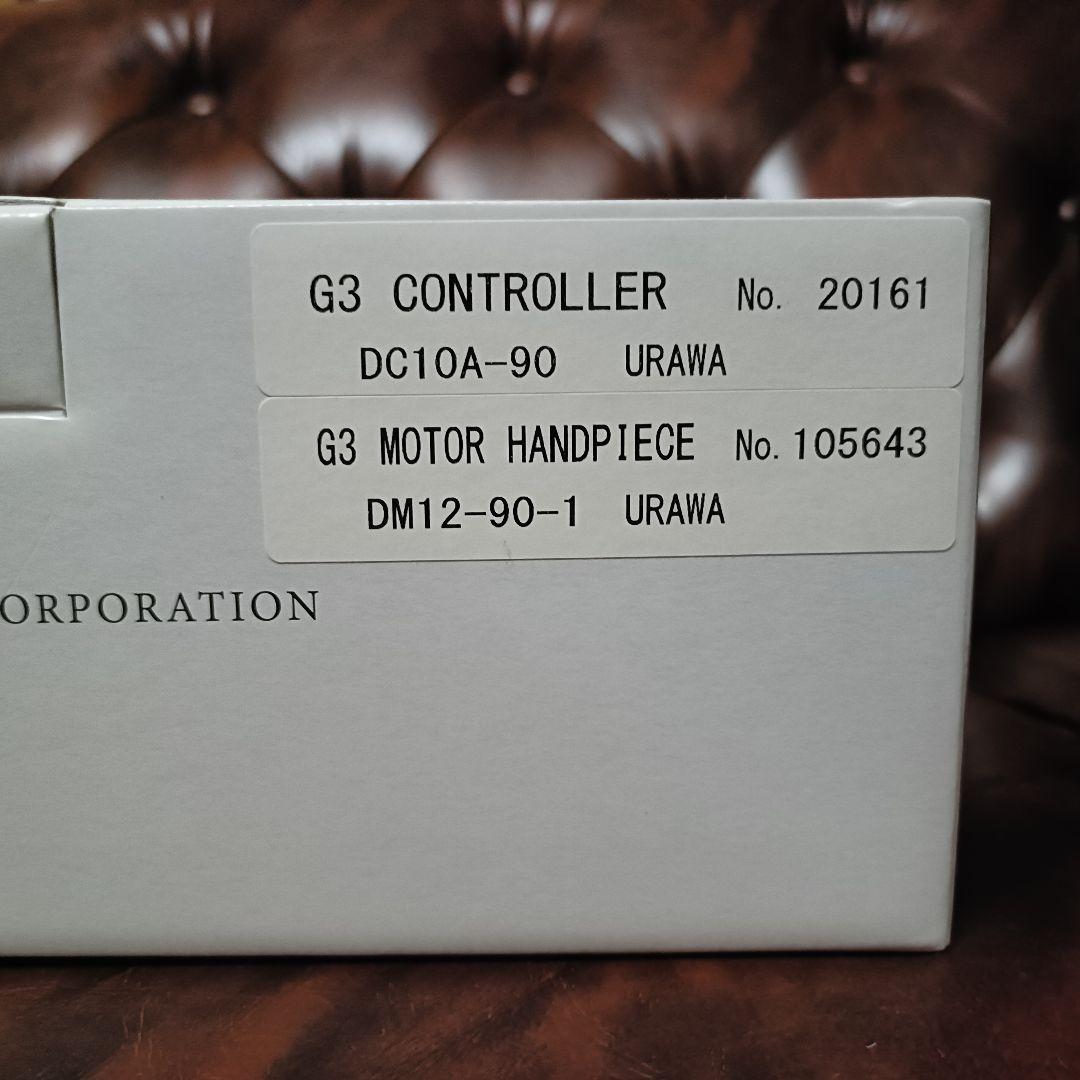 G3 CONTROLLER No. 20161
DC10A-90 URAWA
G3 MOTOR HANDPIECE No. 105643
DM12-90-1 URAWA
ORPORATION